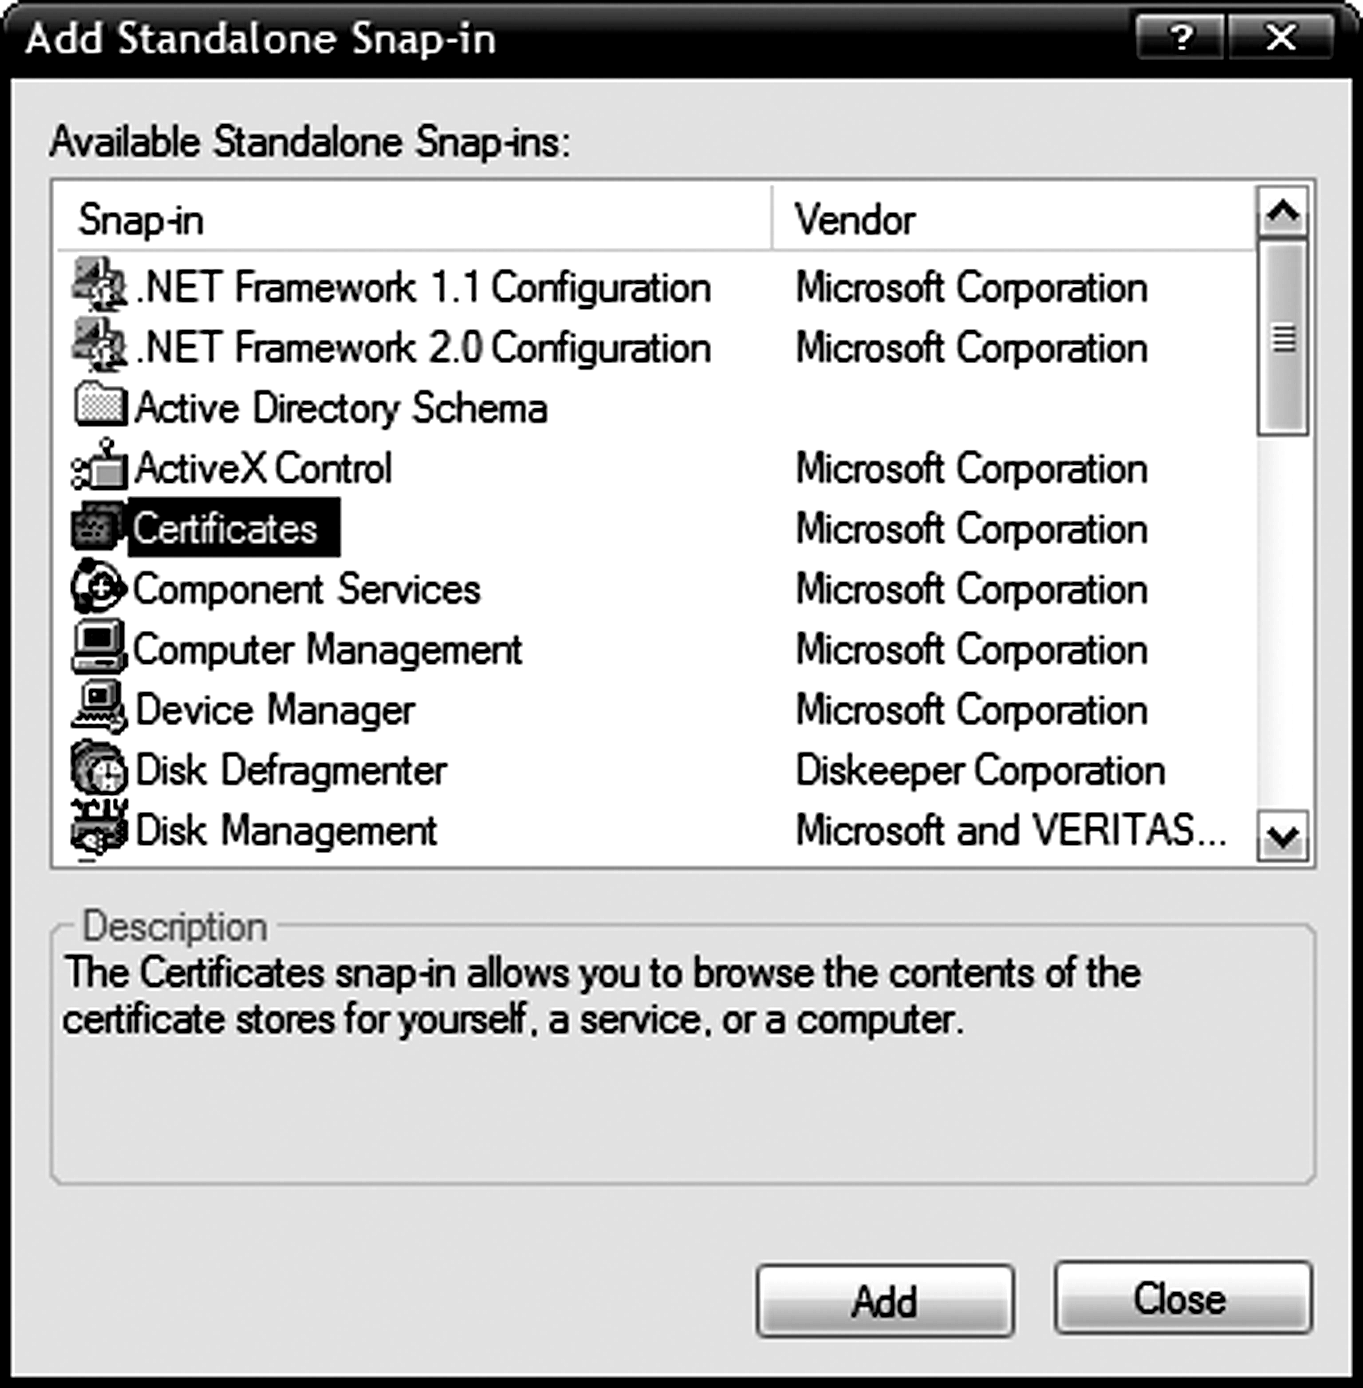 Add Standalone Snap-in
Available Standalone Snap-ins:
Snap-in Vendor
.NET Framework 1.1 Configuration Microsoft Corporation
.NET Framework 2.0 Configuration Microsoft Corporation
Active Directory Schema
ActiveX Control Microsoft Corporation
Certificates Microsoft Corporation
Component Services Microsoft Corporation
Computer Management Microsoft Corporation
Device Manager Microsoft Corporation
Disk Defragmenter Diskeeper Corporation
Disk Management Microsoft and VERITAS...
Description
The Certificates snap-in allows you to browse the contents of the
certificate stores for yourself, a service, or a computer.
Add Close